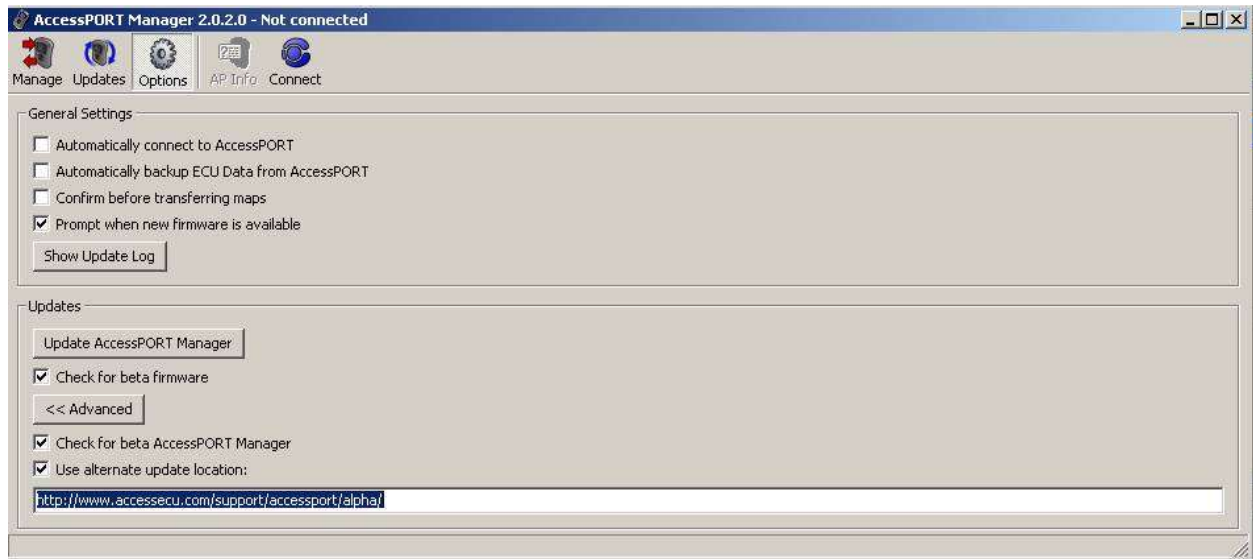 AccessPORT Manager 2.0.2.0 - Not connected
Manage Updates Options AP Info Connect
General Settings
Automatically connect to AccessPORT
Automatically backup ECU Data from AccessPORT
Confirm before transferring maps
Prompt when new firmware is available
Show Update Log
Updates
Update AccessPORT Manager
Check for beta firmware
<< Advanced
Check for beta AccessPORT Manager
Use alternate update location:
http://www.accessecu.com/support/accessport/alpha/